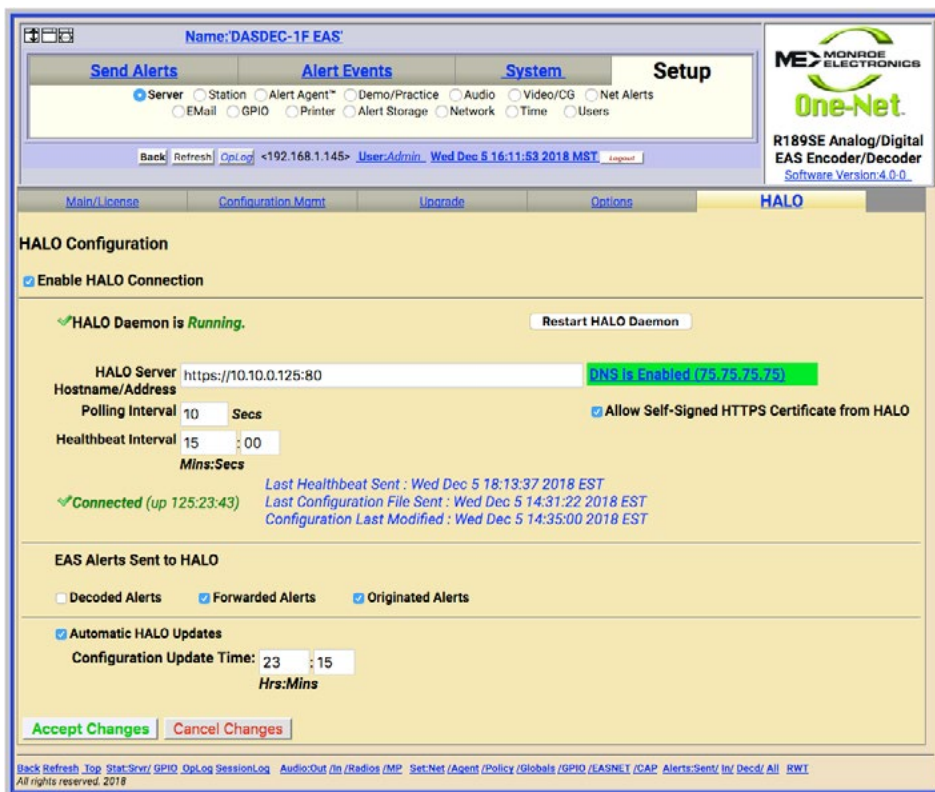 Name:'DASDEC-1F EAS'
Send Alerts Alert Events System Setup
Server Station Alert Agent™ Demo/Practice Audio Video/CG Net Alerts
EMail GPIO Printer Alert Storage Network Time Users
Back Refresh OpLog <192.168.1.145> User:Admin Wed Dec 5 16:11:53 2018 MST Logout
MONROE
ELECTRONICS
One-Net
R189SE Analog/Digital
EAS Encoder/Decoder
Software Version:4.0-0
Main/License Configuration Mgmt Upgrade Options HALO
HALO Configuration
Enable HALO Connection
HALO Daemon is Running. Restart HALO Daemon
HALO Server
Hostname/Address https://10.10.0.125:80 DNS is Enabled (75.75.75.75)
Polling Interval 10 Secs Allow Self-Signed HTTPS Certificate from HALO
Healthbeat Interval 15 : 00
Mins:Secs
Connected (up 125:23:43)
Last Healthbeat Sent : Wed Dec 5 18:13:37 2018 EST
Last Configuration File Sent : Wed Dec 5 14:31:22 2018 EST
Configuration Last Modified : Wed Dec 5 14:35:00 2018 EST
EAS Alerts Sent to HALO
Decoded Alerts Forwarded Alerts Originated Alerts
Automatic HALO Updates
Configuration Update Time: 23 : 15
Hrs:Mins
Accept Changes Cancel Changes
Back Refresh Top Stat:Srvr/ GPIO OpLog SessionLog Audio:Out /In /Radios /MP Set:Net /Agent /Policy /Globals /GPIO /EASNET /CAP Alerts:Sent/ In/ Decd/ All RWT
All rights reserved. 2018